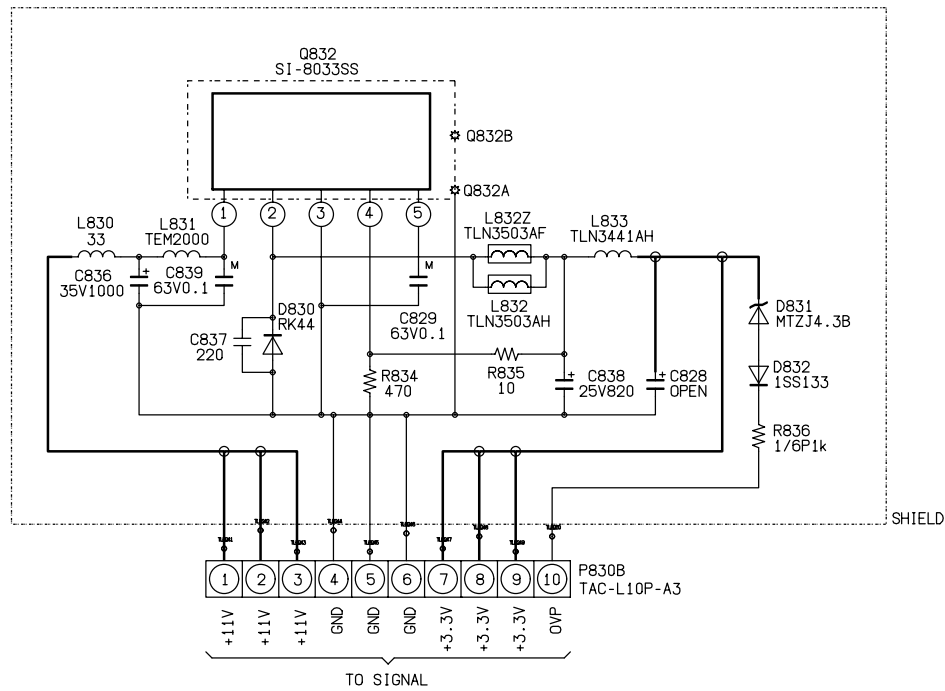 Q832
SI-8033SS
Q832B
Q832A
1 2 3 4 5
L830
33
L831
TEM2000
L832Z
TLN3503AF
L833
TLN3441AH
M
M
+
C836
35V1000
C839
63V0.1
L832
TLN3503AH
D830
RK44
C829
63V0.1
D831
MTZJ4.3B
C837
220
R834
470
R835
10
+
C838
25V820
+
C828
OPEN
D832
1SS133
R836
1/6P1k
SHIELD
1 2 3 4 5 6 7 8 9 10
P830B
TAC-L10P-A3
+11V
+11V
+11V
GND
GND
GND
+3.3V
+3.3V
+3.3V
OVP
TO SIGNAL